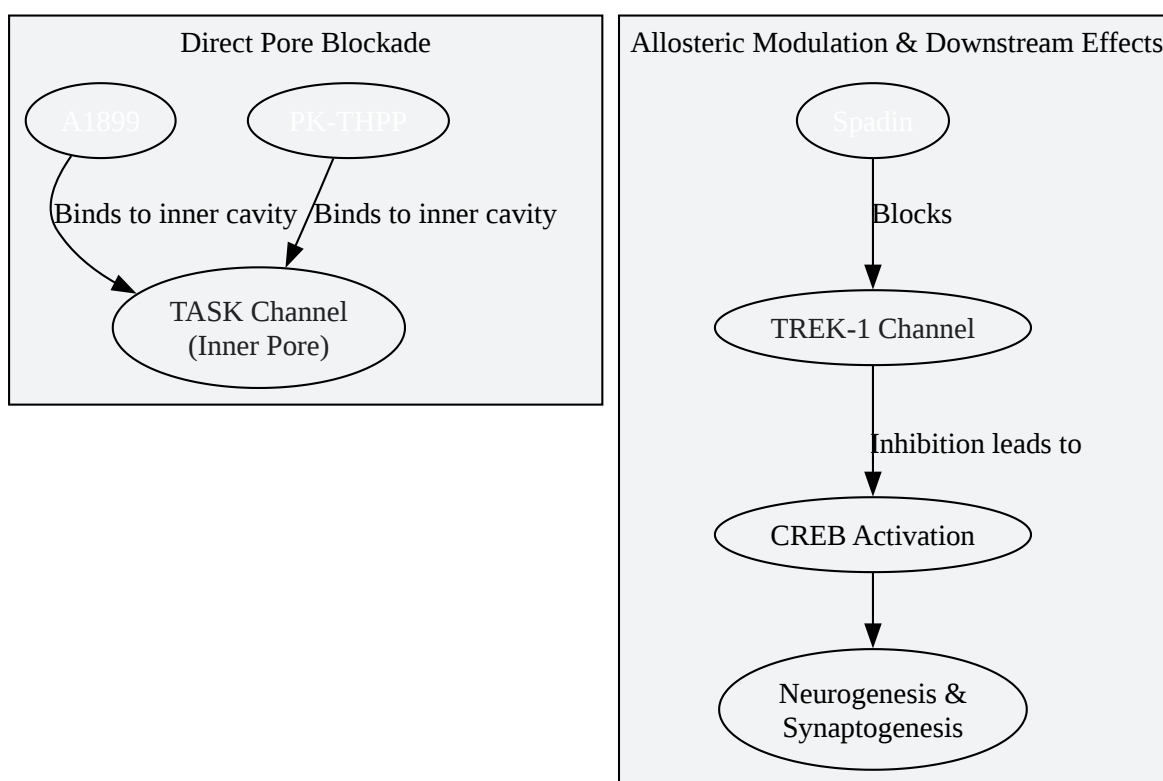 Direct Pore Blockade
A1899
PK-THPP
Binds to inner cavity
Binds to inner cavity
TASK Channel
(Inner Pore)
Allosteric Modulation & Downstream Effects
Spadin
Blocks
TREK-1 Channel
Inhibition leads to
CREB Activation
Neurogenesis &
Synaptogenesis